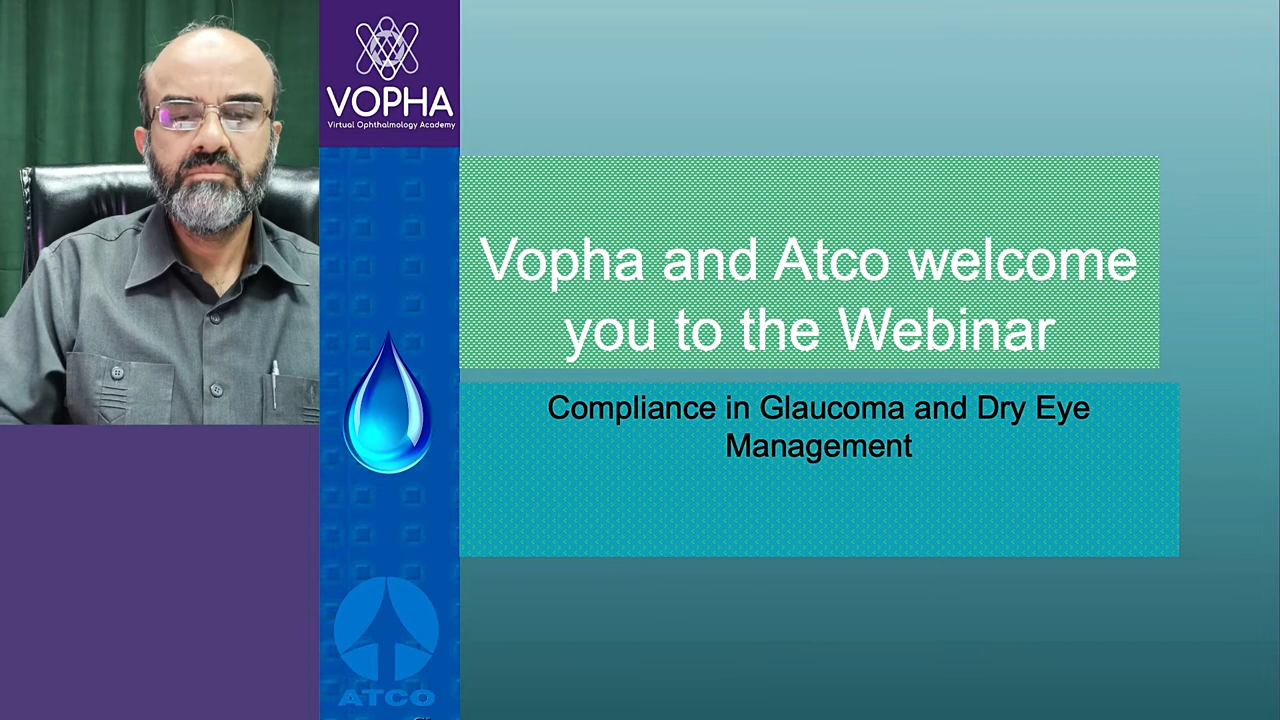 VOPHA
Virtual Ophthalmology Academy
Vopha and Atco welcome
you to the Webinar
Compliance in Glaucoma and Dry Eye
Management
ATCO